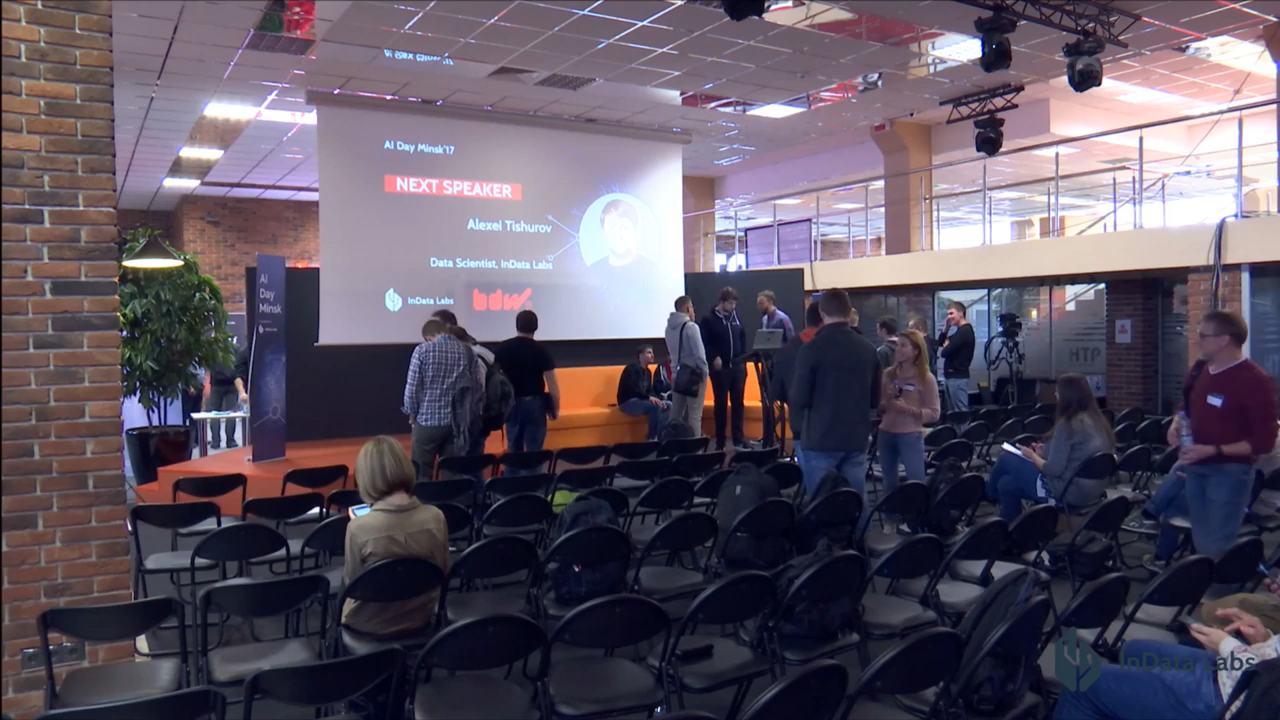 AI Day Minsk'17
NEXT SPEAKER
Alexei Tishurov
Data Scientist, InData Labs
InData Labs
bdw
AI
Day
Minsk
HTP
InData Labs